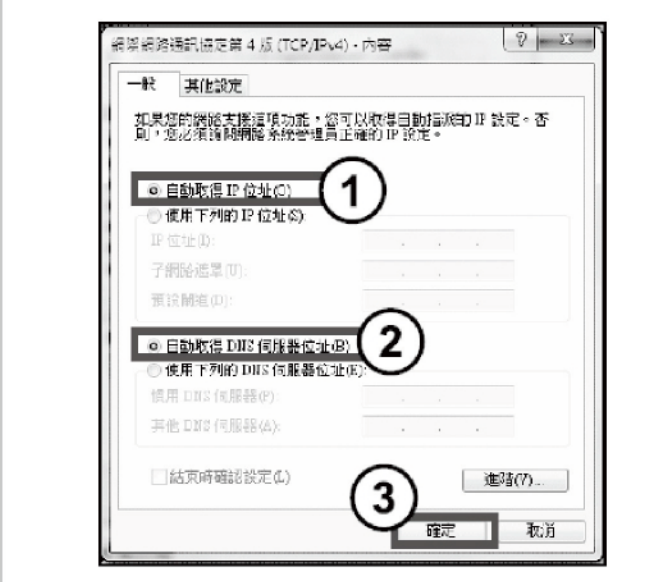 網際網路通訊協定第 4 版 (TCP/IPv4) - 內容
一般 其他設定
如果您的網路支援這項功能，您可以取得自動指派的 IP 設定。否
則，您必須詢問網路系統管理員正確的 IP 設定。
自動取得 IP 位址(O)
1
使用下列的 IP 位址(S):
IP 位址(I):
子網路遮罩(U):
預設閘道(D):
自動取得 DNS 伺服器位址(B)
2
使用下列的 DNS 伺服器位址(E):
慣用 DNS 伺服器(P):
其他 DNS 伺服器(A):
結束時確認設定(L)
進階(V)...
3
確定 取消